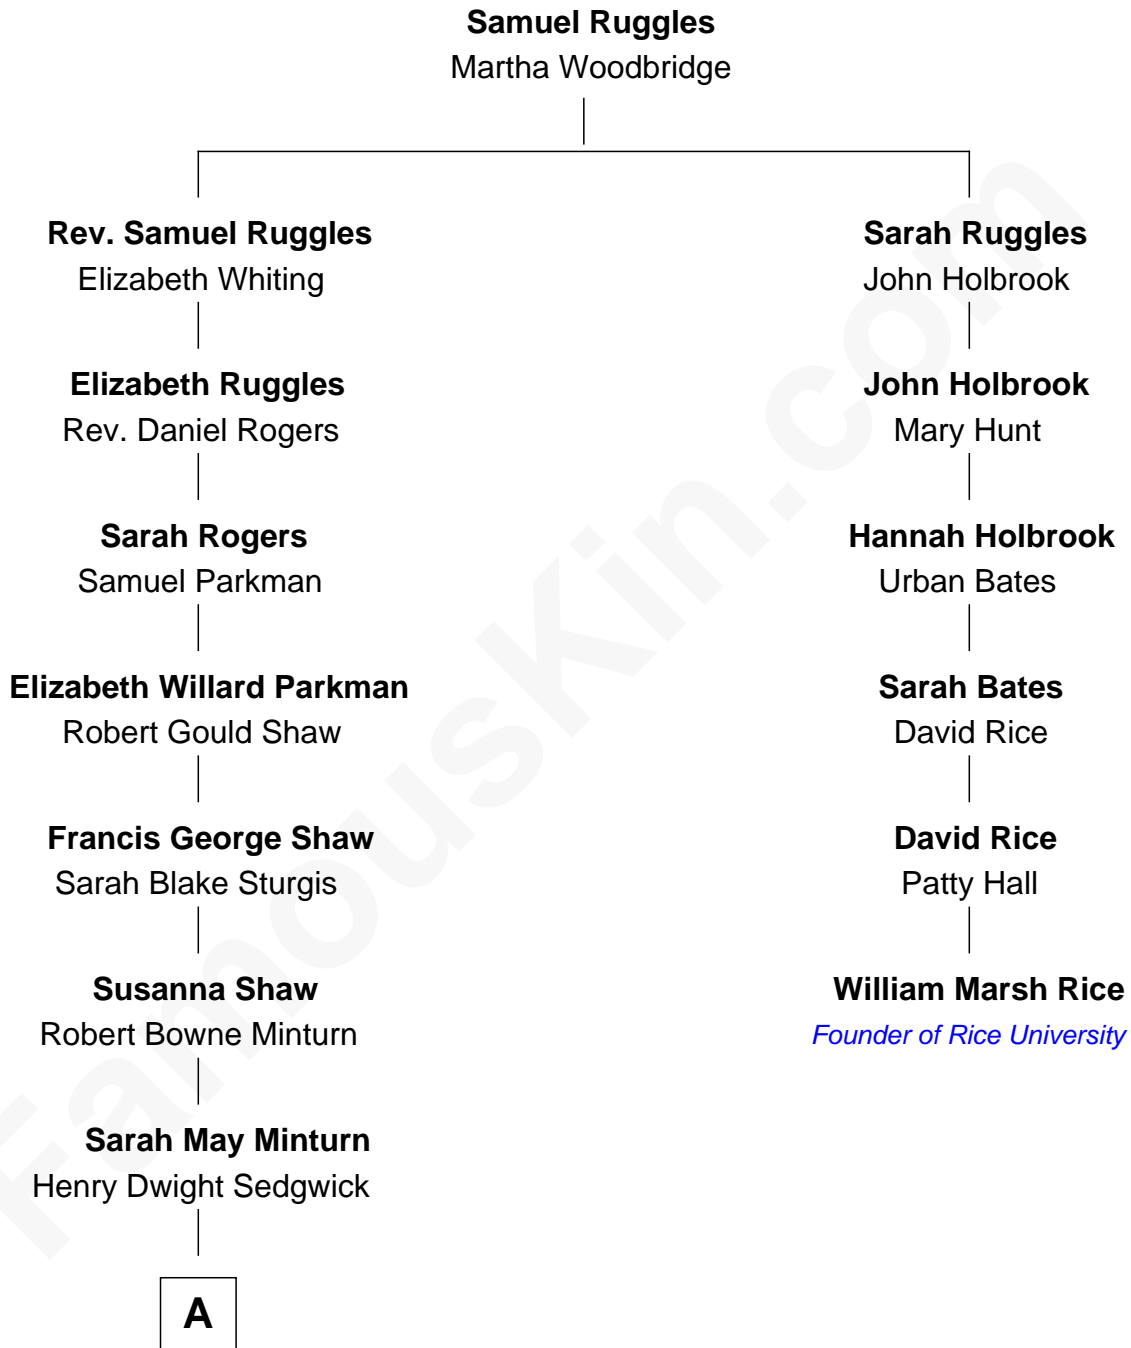 Samuel Ruggles
Martha Woodbridge
Rev. Samuel Ruggles
Elizabeth Whiting
Elizabeth Ruggles
Rev. Daniel Rogers
Sarah Rogers
Samuel Parkman
Elizabeth Willard Parkman
Robert Gould Shaw
Francis George Shaw
Sarah Blake Sturgis
Susanna Shaw
Robert Bowne Minturn
Sarah May Minturn
Henry Dwight Sedgwick
A
Sarah Ruggles
John Holbrook
John Holbrook
Mary Hunt
Hannah Holbrook
Urban Bates
Sarah Bates
David Rice
David Rice
Patty Hall
William Marsh Rice
Founder of Rice University
FamousKin.com